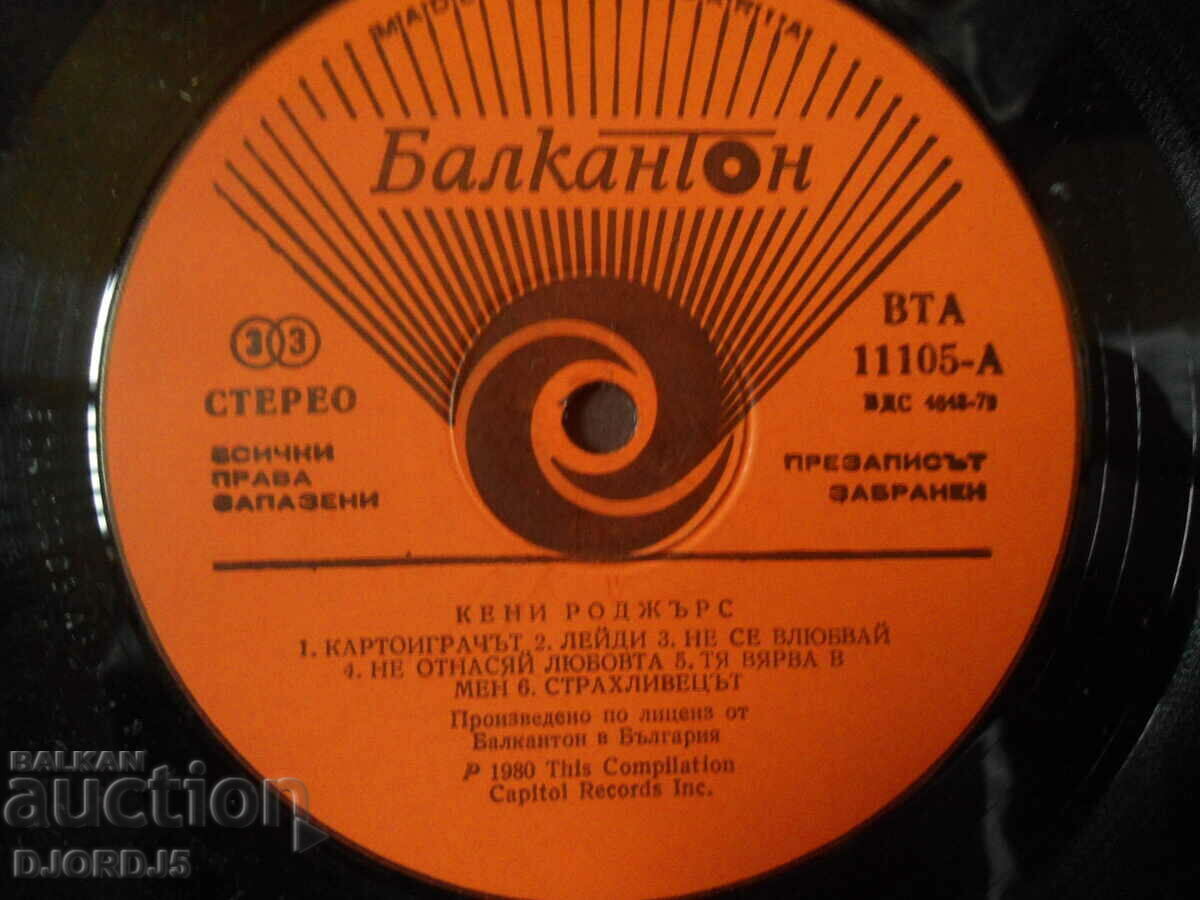 Балкантон
33
СТЕРЕО
ВСИЧКИ
ПРАВА
ЗАПАЗЕНИ
ВТА
11105-А
ПРЕЗАПИСЪТ
ЗАБРАНЕН
КЕНИ РОДЖЪРС
1. КАРТОИГРАЧЪТ 2. ЛЕЙДИ 3. НЕ СЕ ВЛЮБВАЙ
4. НЕ ОТНАСЯЙ ЛЮБОВТА 5. ТЯ ВЯРВА В
МЕН 6. СТРАХЛИВЕЦЪТ
Произведено по лиценз от
Балкантон в България
℗ 1980 This Compilation
Capitol Records Inc.
BALKAN
auction
DJORDJ5